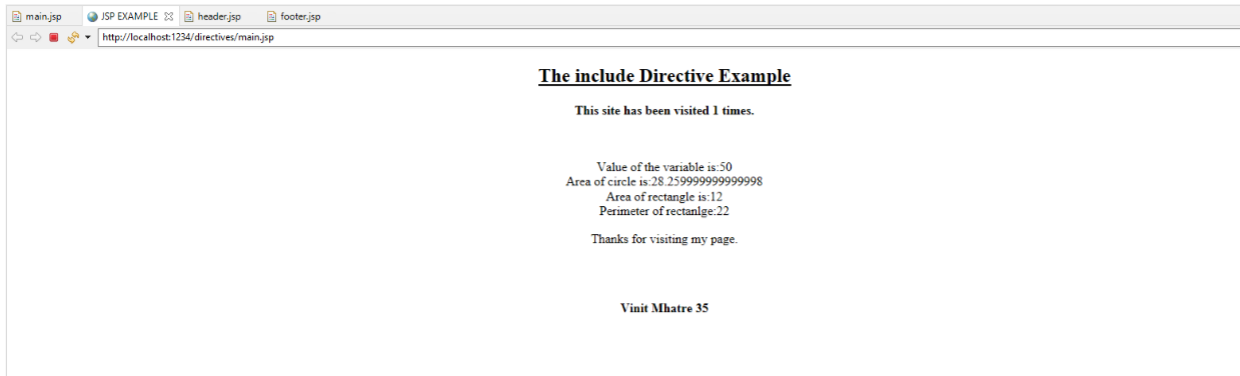 main.jsp JSP EXAMPLE header.jsp footer.jsp
http://localhost:1234/directives/main.jsp
The include Directive Example
This site has been visited 1 times.
Value of the variable is:50
Area of circle is:28.259999999999998
Area of rectangle is:12
Perimeter of rectanlge:22
Thanks for visiting my page.
Vinit Mhatre 35